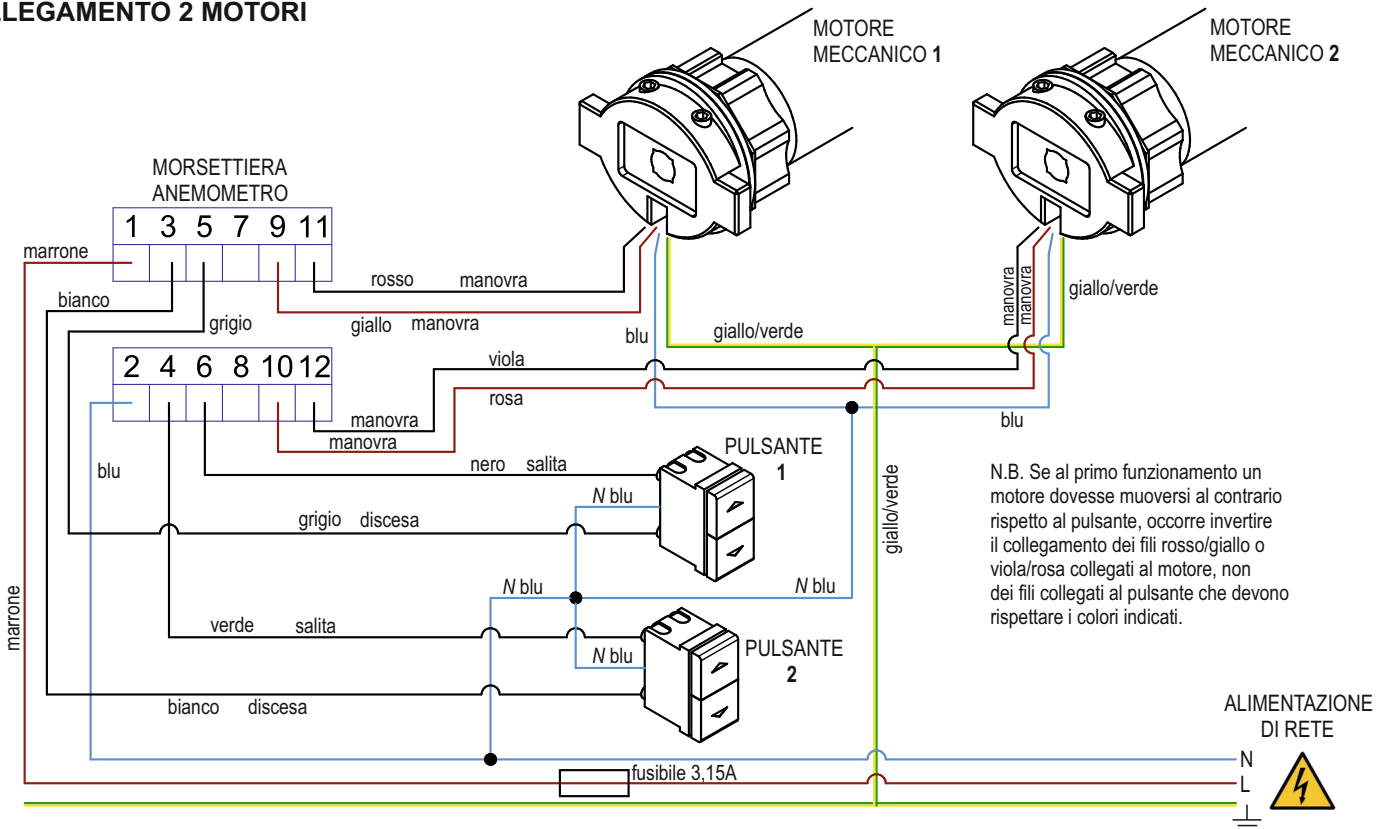 LLEGAMENTO 2 MOTORI
MOTORE
MECCANICO 1
MOTORE
MECCANICO 2
MORSETTIERA
ANEMOMETRO
1 3 5 7 9 11
marrone
bianco
grigio
rosso manovra
giallo manovra
blu
giallo/verde
manovra
manovra
giallo/verde
2 4 6 8 10 12
viola
rosa
manovra
manovra
blu
blu
nero salita
PULSANTE
1
N blu
grigio discesa
giallo/verde
N.B. Se al primo funzionamento un
motore dovesse muoversi al contrario
rispetto al pulsante, occorre invertire
il collegamento dei fili rosso/giallo o
viola/rosa collegati al motore, non
dei fili collegati al pulsante che devono
rispettare i colori indicati.
marrone
N blu
N blu
verde salita
N blu
PULSANTE
2
bianco discesa
ALIMENTAZIONE
DI RETE
N
fusibile 3,15A
L